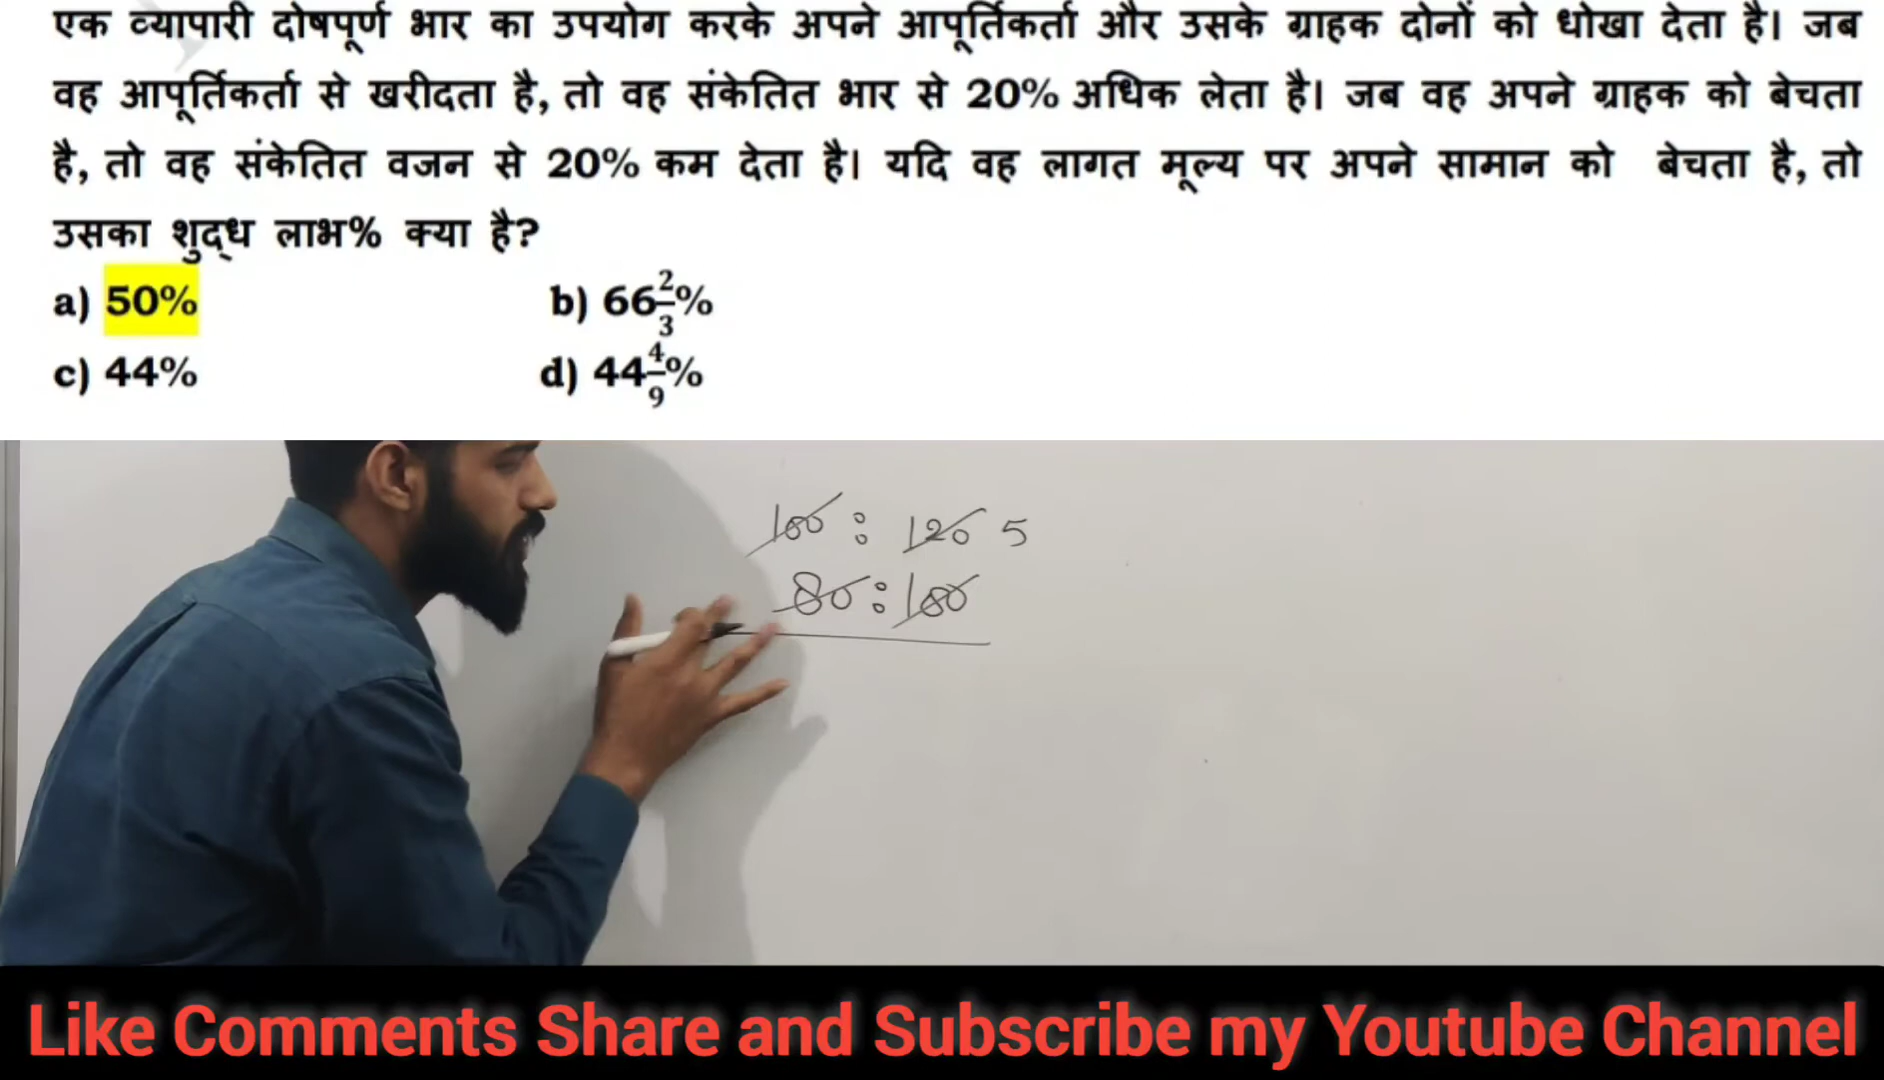 एक व्यापारी दोषपूर्ण भार का उपयोग करके अपने आपूर्तिकर्ता और उसके ग्राहक दोनों को धोखा देता है। जब
वह आपूर्तिकर्ता से खरीदता है, तो वह संकेतित भार से 20% अधिक लेता है। जब वह अपने ग्राहक को बेचता
है, तो वह संकेतित वजन से 20% कम देता है। यदि वह लागत मूल्य पर अपने सामान को बेचता है, तो
उसका शुद्ध लाभ% क्या है?
a) 50% b) 66 2/3%
c) 44% d) 44 4/9%
100 : 120 5
80 : 100
Like Comments Share and Subscribe my Youtube Channel